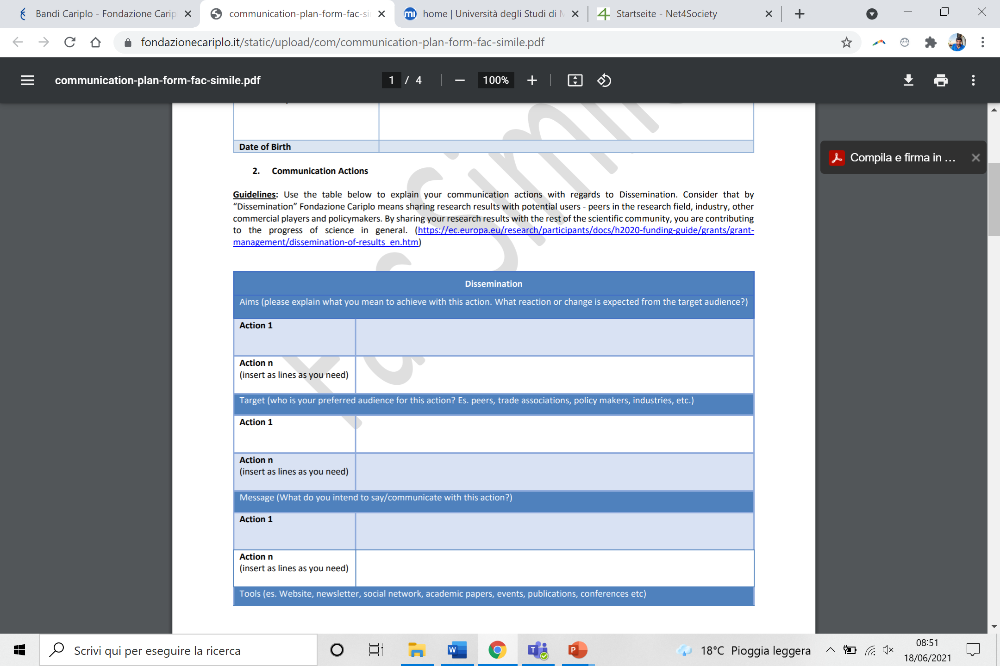 Bandi Cariplo - Fondazione Carip
communication-plan-form-fac-si
home | Università degli Studi di M
Startseite - Net4Society
fondazionecariplo.it/static/upload/com/communication-plan-form-fac-simile.pdf
communication-plan-form-fac-simile.pdf
1 / 4
100%
Compila e firma in ...
Fac Simi
Date of Birth
2. Communication Actions
Guidelines: Use the table below to explain your communication actions with regards to Dissemination. Consider that by
“Dissemination” Fondazione Cariplo means sharing research results with potential users - peers in the research field, industry, other
commercial players and policymakers. By sharing your research results with the rest of the scientific community, you are contributing
to the progress of science in general. (https://ec.europa.eu/research/participants/docs/h2020-funding-guide/grants/grant-
management/dissemination-of-results_en.htm)
Dissemination
Aims (please explain what you mean to achieve with this action. What reaction or change is expected from the target audience?)
Action 1
Action n
(insert as lines as you need)
Target (who is your preferred audience for this action? Es. peers, trade associations, policy makers, industries, etc.)
Action 1
Action n
(insert as lines as you need)
Message (What do you intend to say/communicate with this action?)
Action 1
Action n
(insert as lines as you need)
Tools (es. Website, newsletter, social network, academic papers, events, publications, conferences etc)
Scrivi qui per eseguire la ricerca
18°C Pioggia leggera
08:51
18/06/2021